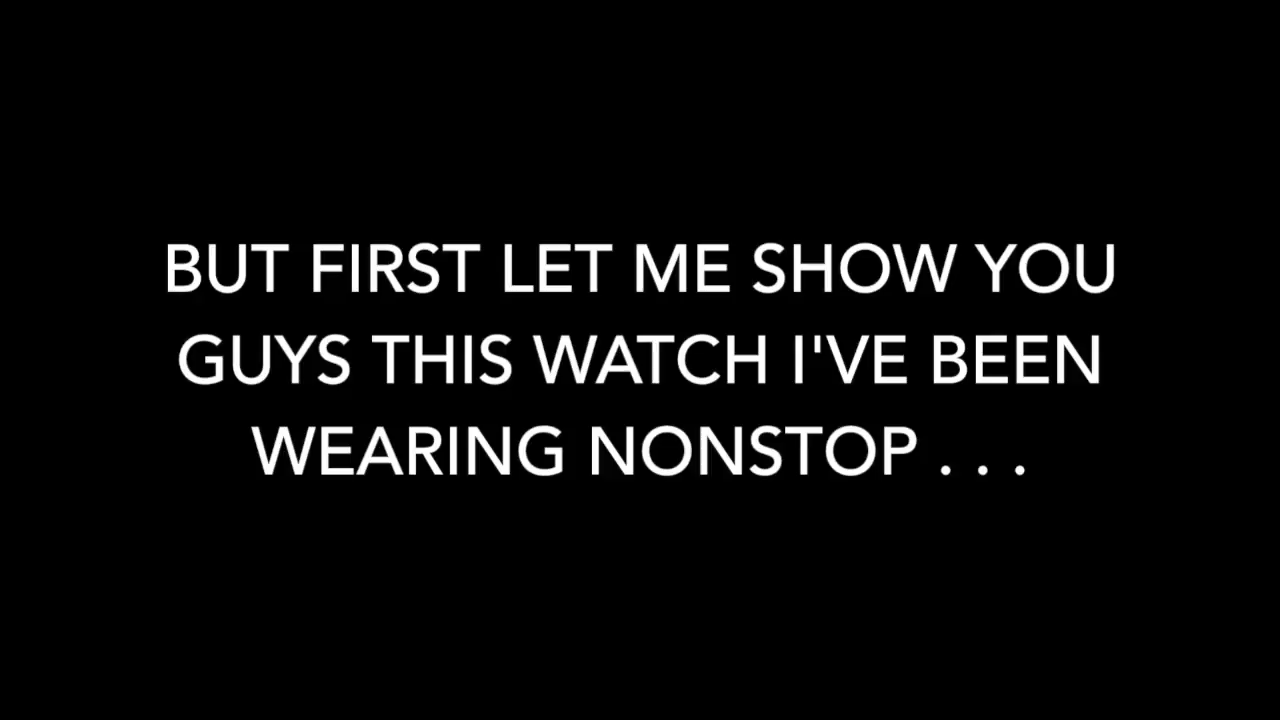 BUT FIRST LET ME SHOW YOU
GUYS THIS WATCH I'VE BEEN
WEARING NONSTOP . . .